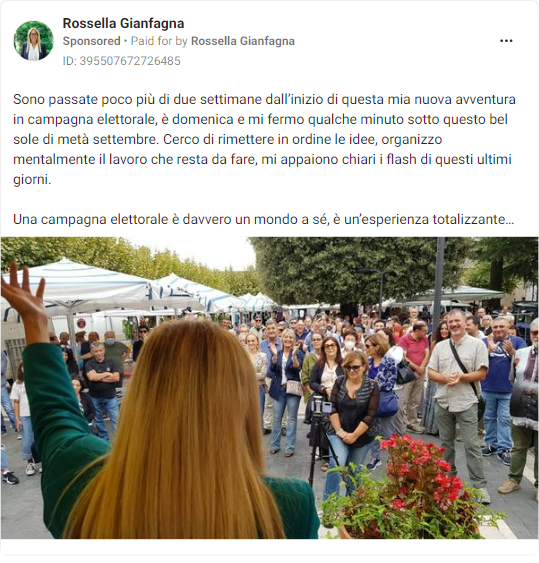 Rossella Gianfagna
Sponsored • Paid for by Rossella Gianfagna
ID: 395507672726485
Sono passate poco più di due settimane dall’inizio di questa mia nuova avventura
in campagna elettorale, è domenica e mi fermo qualche minuto sotto questo bel
sole di metà settembre. Cerco di rimettere in ordine le idee, organizzo
mentalmente il lavoro che resta da fare, mi appaiono chiari i flash di questi ultimi
giorni.
Una campagna elettorale è davvero un mondo a sé, è un’esperienza totalizzante...